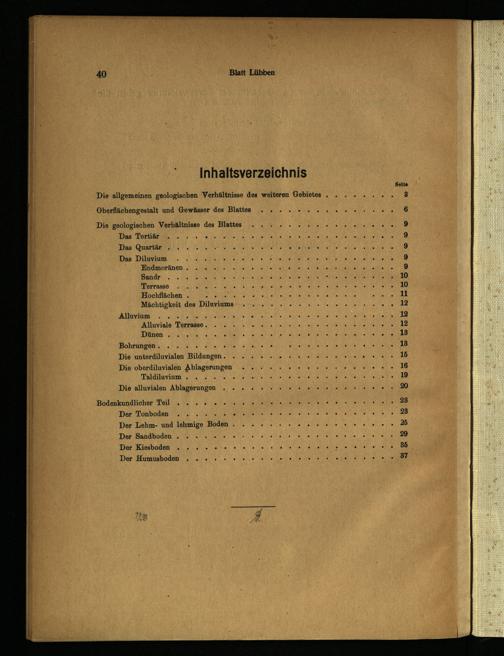 40
Blatt Lübben
Inhaltsverzeichnis
Seite
Die allgemeinen geologischen Verhältnisse des weiteren Gebietes . . . . . . . . 3
Oberflächengestalt und Gewässer des Blattes . . . . . . . . . . . . . . . 6
Die geologischen Verhältnisse des Blattes . . . . . . . . . . . . . . . . 9
Das Tertiär . . . . . . . . . . . . . . . . . . . . . . . . 9
Das Quartär . . . . . . . . . . . . . . . . . . . . . . . . 9
Das Diluvium . . . . . . . . . . . . . . . . . . . . . . . 9
Endmoränen . . . . . . . . . . . . . . . . . . . . . . 9
Sandr . . . . . . . . . . . . . . . . . . . . . . . . 10
Terrasse . . . . . . . . . . . . . . . . . . . . . . . 10
Hochflächen . . . . . . . . . . . . . . . . . . . . . . 11
Mächtigkeit des Diluviums . . . . . . . . . . . . . . . . . 12
Alluvium . . . . . . . . . . . . . . . . . . . . . . . . . 12
Alluviale Terrasse . . . . . . . . . . . . . . . . . . . . 12
Dünen . . . . . . . . . . . . . . . . . . . . . . . . 13
Bohrungen . . . . . . . . . . . . . . . . . . . . . . . . . 13
Die unterdiluvialen Bildungen . . . . . . . . . . . . . . . . . . 15
Die oberdiluvialen Ablagerungen . . . . . . . . . . . . . . . . . 16
Taldiluvium . . . . . . . . . . . . . . . . . . . . . . 19
Die alluvialen Ablagerungen . . . . . . . . . . . . . . . . . . . 20
Bodenkundlicher Teil . . . . . . . . . . . . . . . . . . . . . . . 23
Der Tonboden . . . . . . . . . . . . . . . . . . . . . . . 23
Der Lehm- und lehmige Boden . . . . . . . . . . . . . . . . . . 25
Der Sandboden . . . . . . . . . . . . . . . . . . . . . . . 29
Der Kiesboden . . . . . . . . . . . . . . . . . . . . . . . 35
Der Humusboden . . . . . . . . . . . . . . . . . . . . . . 37